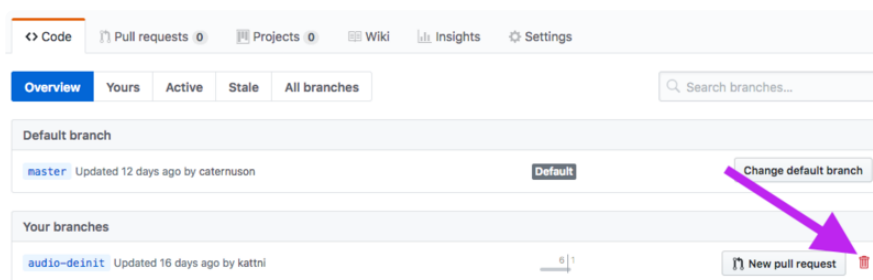 Code Pull requests 0 Projects 0 Wiki Insights Settings
Overview Yours Active Stale All branches Search branches...
Default branch
master Updated 12 days ago by caternuson Default Change default branch
Your branches
audio-deinit Updated 16 days ago by kattni 6 1 New pull request